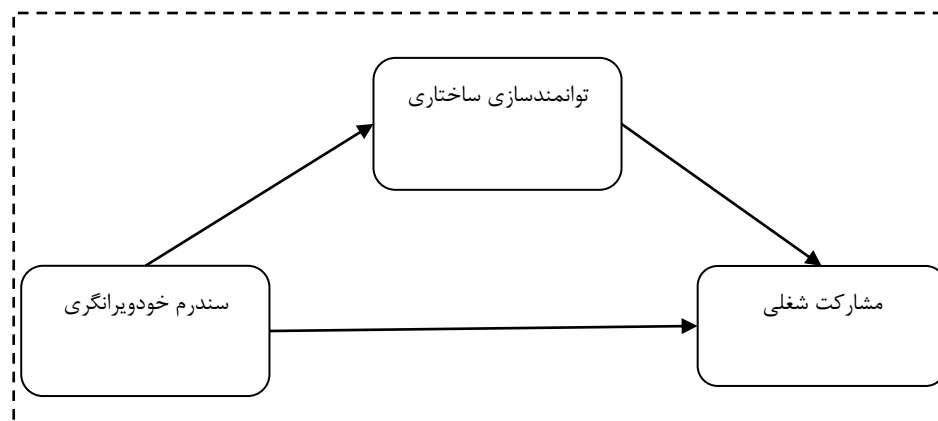 توانمندسازی ساختاری
سندرم خودویرانگری
مشارکت شغلی